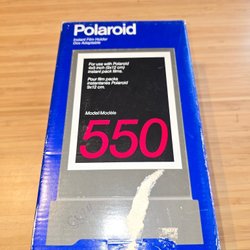 Polaroid
Instant Film Holder
Dos Adaptable
For use with Polaroid
4x5 inch (9x12 cm)
instant pack films.
Pour film packs
instantanés Polaroid
9x12 cm.
Model/Modèle
550